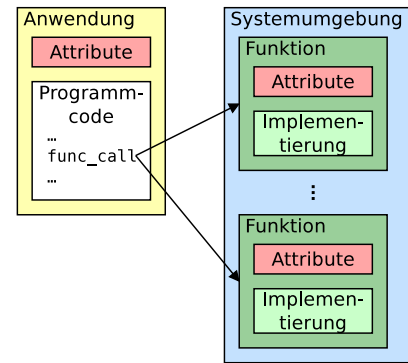 Anwendung
Attribute
Programm-
code
…
func_call
…
Systemumgebung
Funktion
Attribute
Implemen-
tierung
...
Funktion
Attribute
Implemen-
tierung